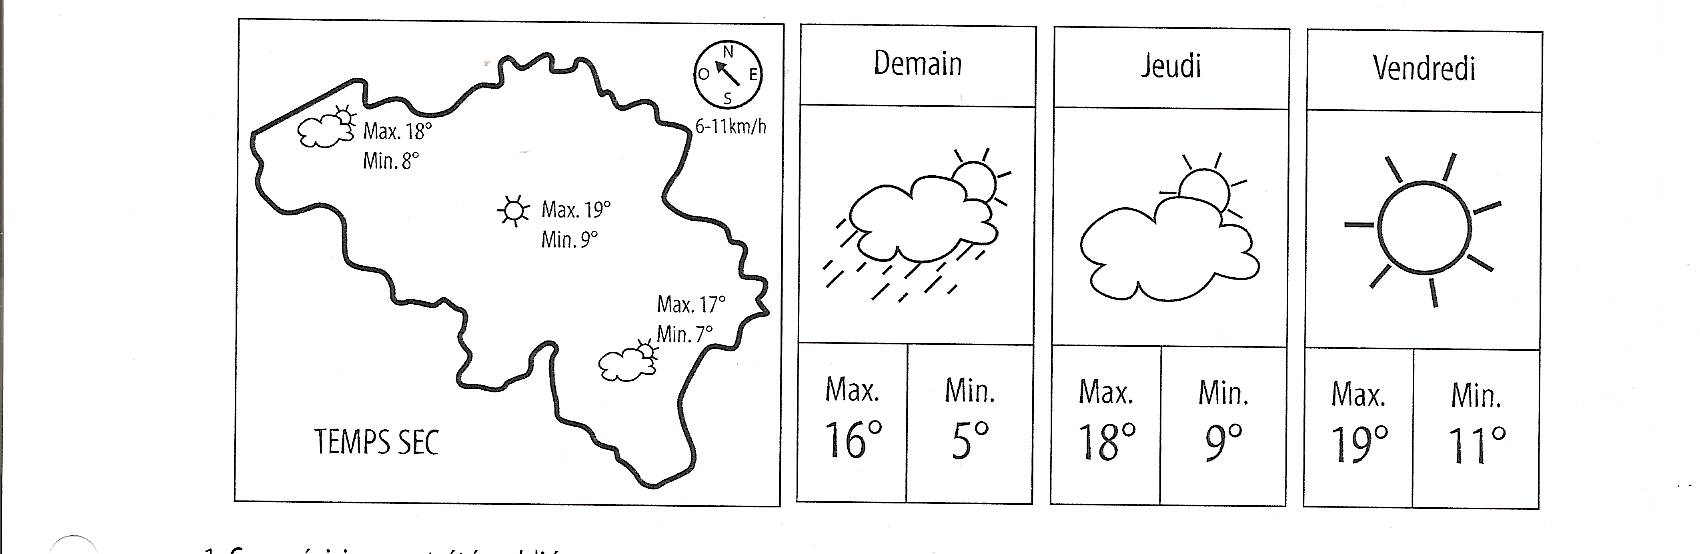 N
O E
S
6-11km/h
Max. 18°
Min. 8°
Max. 19°
Min. 9°
Max. 17°
Min. 7°
TEMPS SEC
Demain
Max. Min.
16° 5°
Jeudi
Max. Min.
18° 9°
Vendredi
Max. Min.
19° 11°